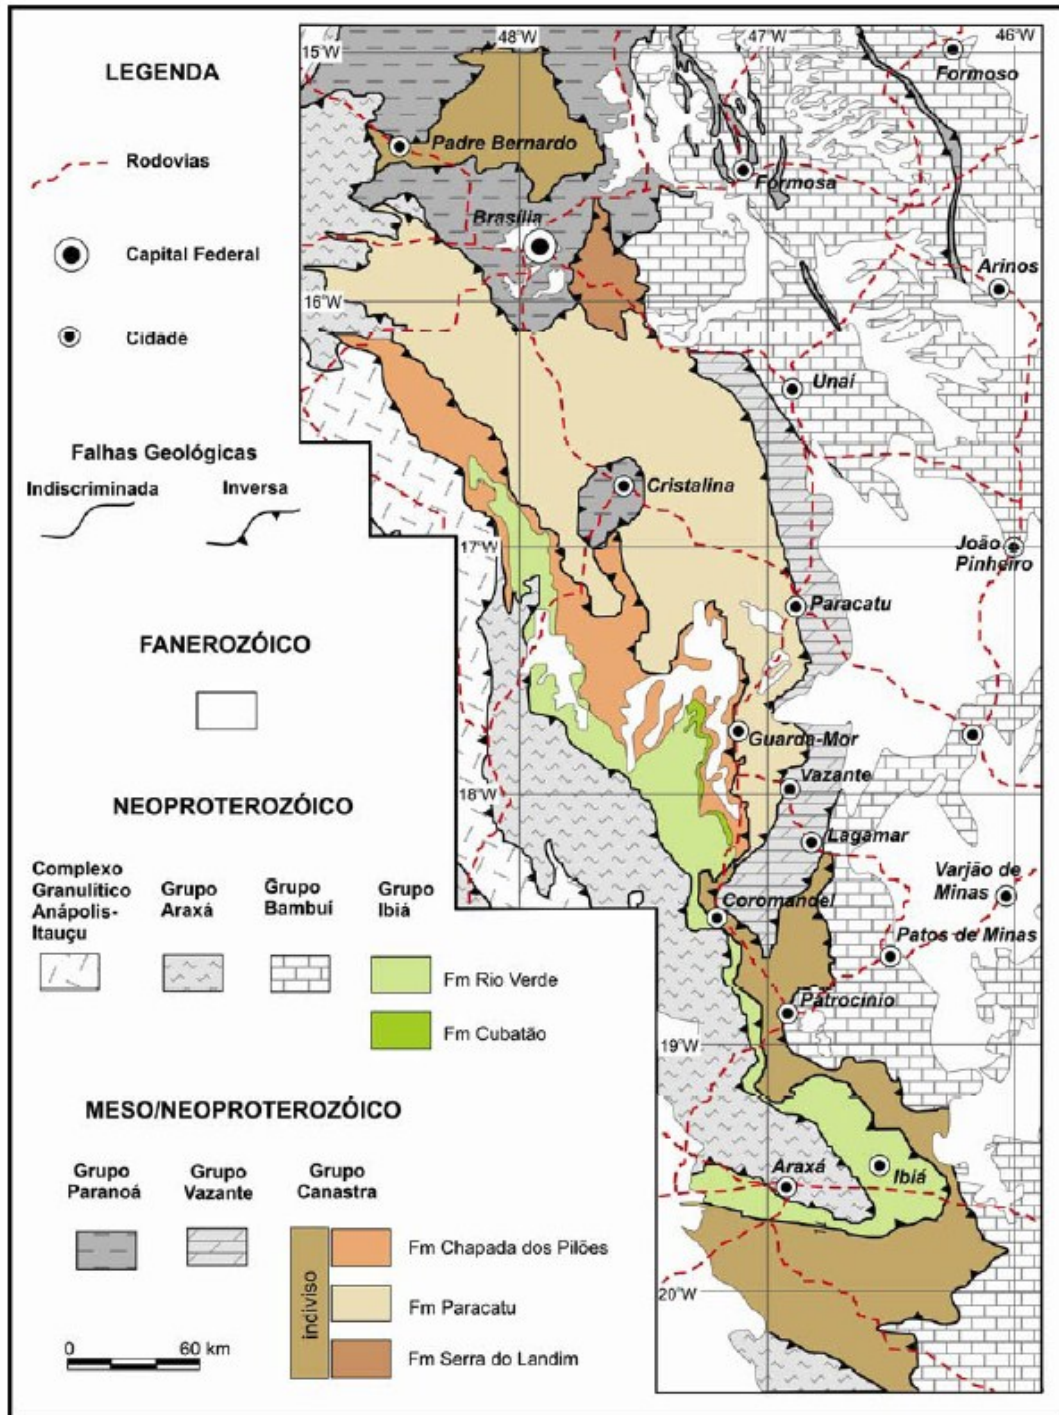 LEGENDA
Rodovias
Capital Federal
Cidade
Falhas Geológicas
Indiscriminada
Inversa
FANEROZÓICO
NEOPROTEROZÓICO
Complexo
Granulítico
Anápolis-
Itauçu
Grupo
Araxá
Grupo
Bambuí
Grupo
Ibiá
Fm Rio Verde
Fm Cubatão
MESO/NEOPROTEROZÓICO
Grupo
Paranoá
Grupo
Vazante
Grupo
Canastra
indiviso
Fm Chapada dos Pilões
Fm Paracatu
Fm Serra do Landim
0 60 km
15°W
48°W
47°W
46°W
Formoso
Padre Bernardo
Formosa
Brasília
Arinos
16°W
Unaí
Cristalina
17°W
João
Pinheiro
Paracatu
Guarda-Mor
Vazante
18°W
Lagamar
Varjão de
Minas
Coromandel
Patos de Minas
Patrocínio
19°W
Araxá
Ibiá
20°W